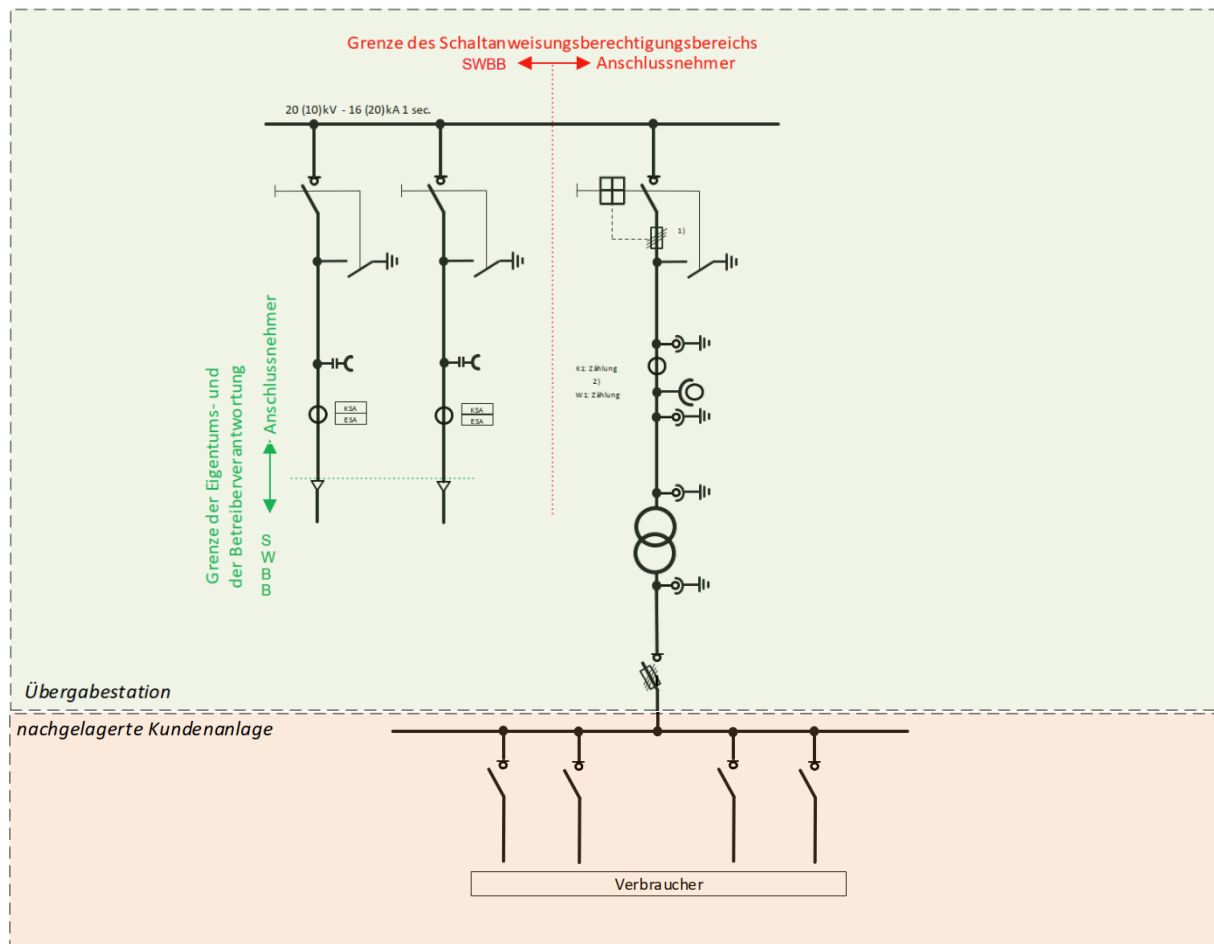 Grenze des Schaltanweisungsberechtigungsbereichs
SWBB Anschlussnehmer
20 (10)kV - 16 (20)kA 1 sec.
1)
K1: Zählung
2)
W1: Zählung
KSA
ESA
KSA
ESA
Grenze der Eigentums- und
der Betreiberverantwortung
Anschlussnehmer
S
W
B
B
Übergabestation
nachgelagerte Kundenanlage
Verbraucher